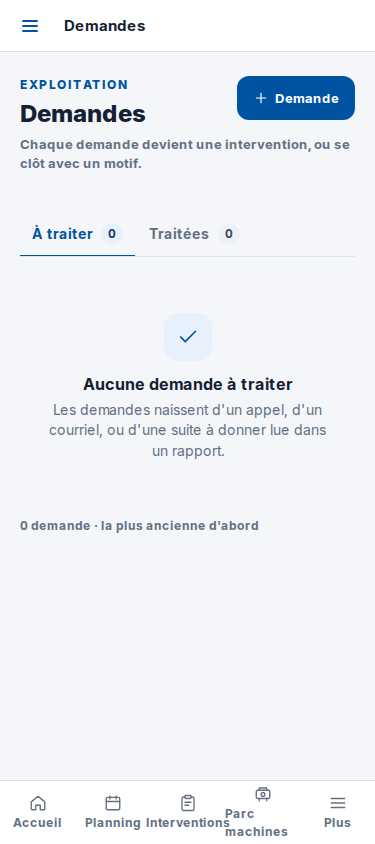 Demandes
EXPLOITATION
Demandes
Demande
Chaque demande devient une intervention, ou se
clôt avec un motif.
À traiter 0 Traitées 0
Aucune demande à traiter
Les demandes naissent d'un appel, d'un
courriel, ou d'une suite à donner lue dans
un rapport.
0 demande · la plus ancienne d'abord
Accueil
Planning
Interventions
Parc
machines
Plus